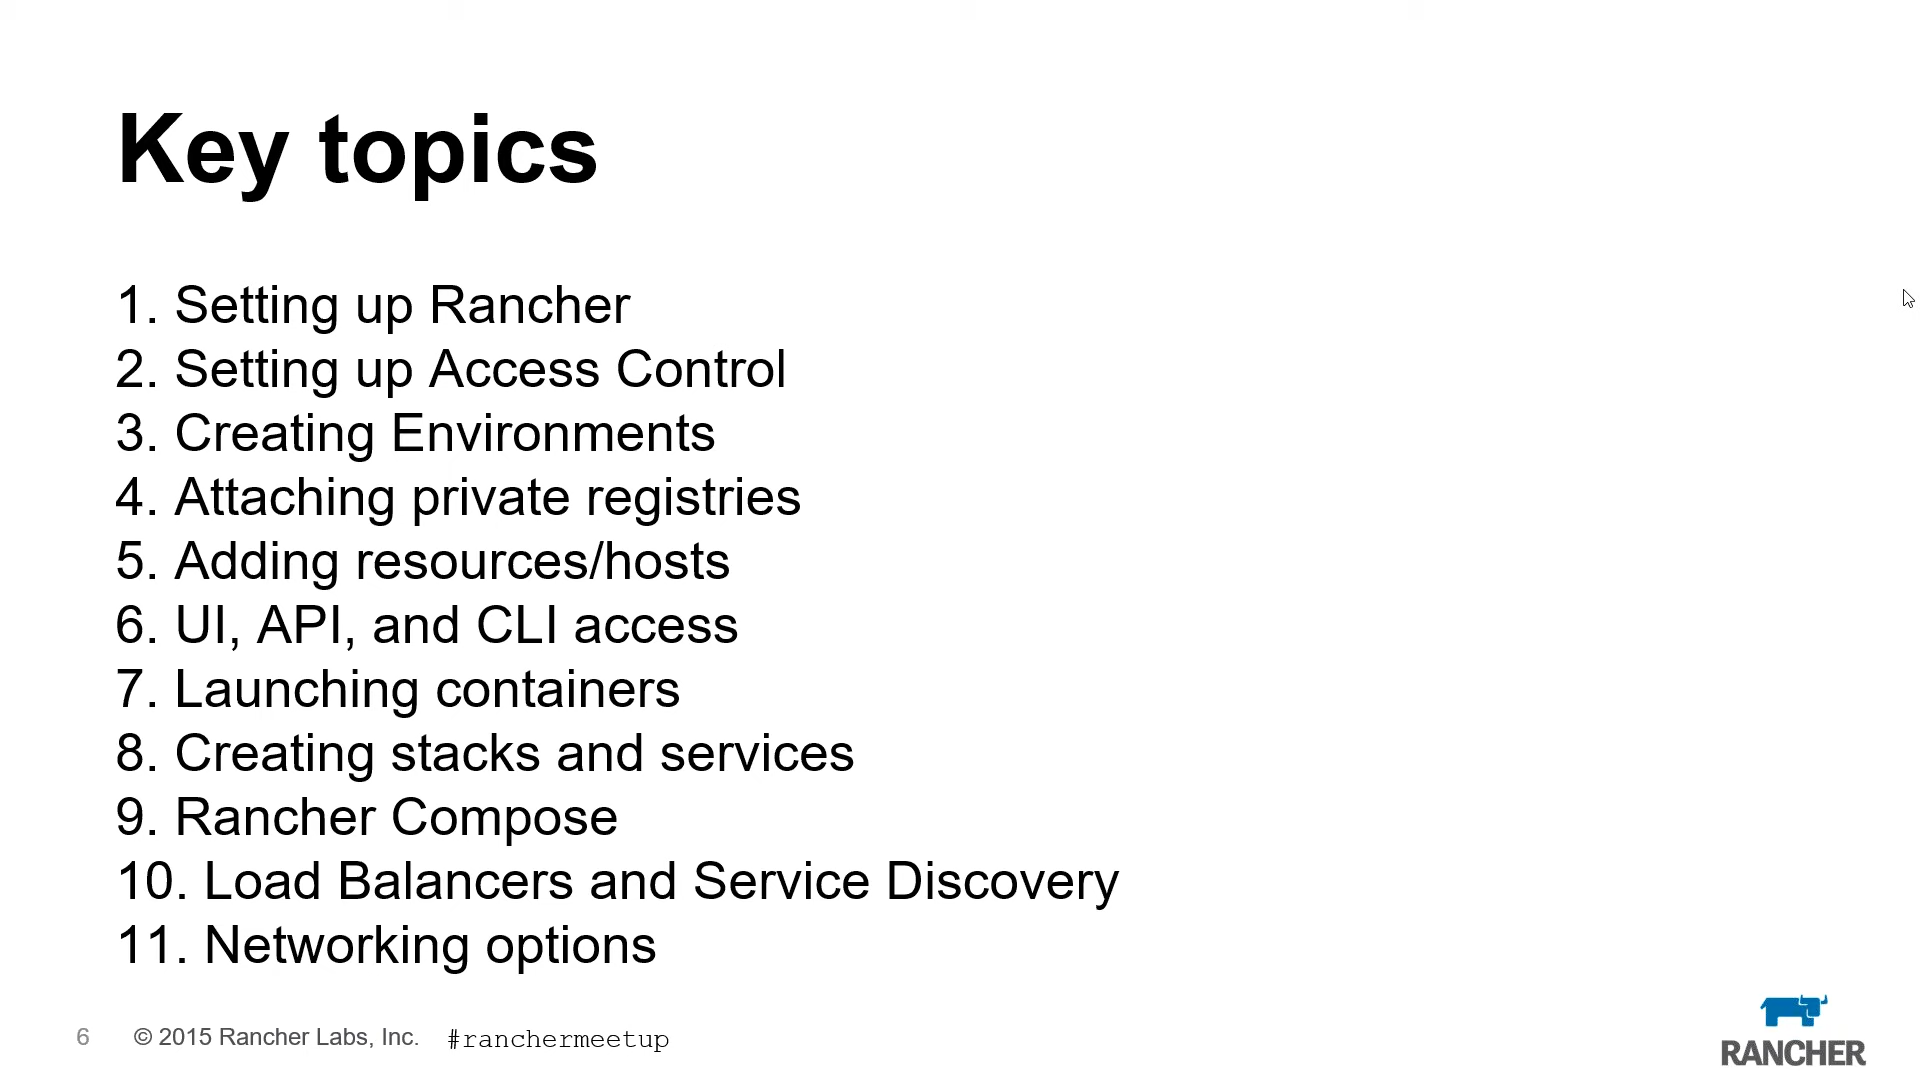 Key topics
1. Setting up Rancher
2. Setting up Access Control
3. Creating Environments
4. Attaching private registries
5. Adding resources/hosts
6. UI, API, and CLI access
7. Launching containers
8. Creating stacks and services
9. Rancher Compose
10. Load Balancers and Service Discovery
11. Networking options
6 © 2015 Rancher Labs, Inc. #ranchermeetup
RANCHER